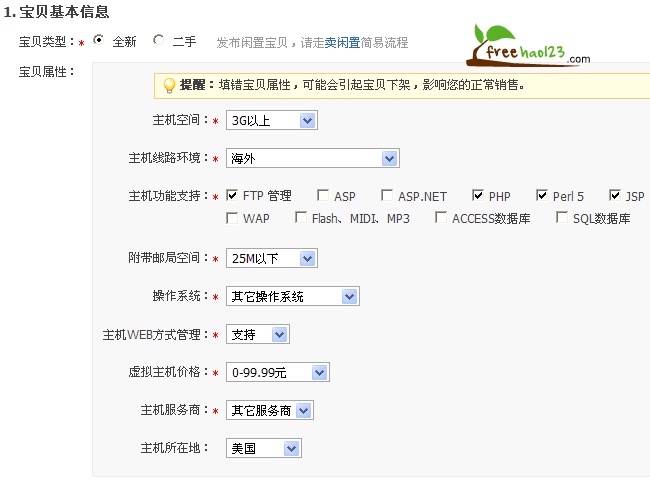 1. 宝贝基本信息
宝贝类型：* 全新 二手 发布闲置宝贝，请走卖闲置简易流程
freehao123.com
宝贝属性：
提醒：填错宝贝属性，可能会引起宝贝下架，影响您的正常销售。
主机空间：* 3G以上
主机线路环境：* 海外
主机功能支持：* FTP 管理 ASP ASP.NET PHP Perl 5 JSP
WAP Flash、MIDI、MP3 ACCESS数据库 SQL数据库
附带邮局空间：* 25M以下
操作系统：* 其它操作系统
主机WEB方式管理：* 支持
虚拟主机价格：* 0-99.99元
主机服务商：* 其它服务商
主机所在地： 美国